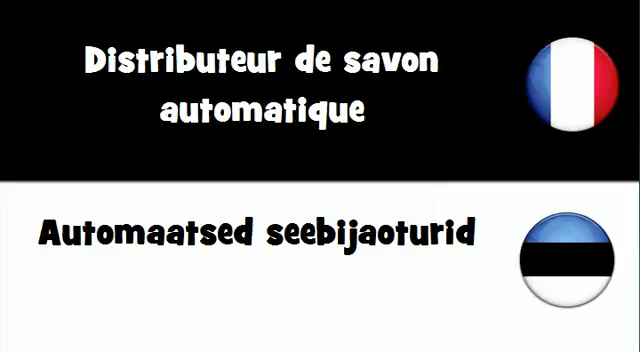 Distributeur de savon
automatique
Automaatsed seebijaoturid